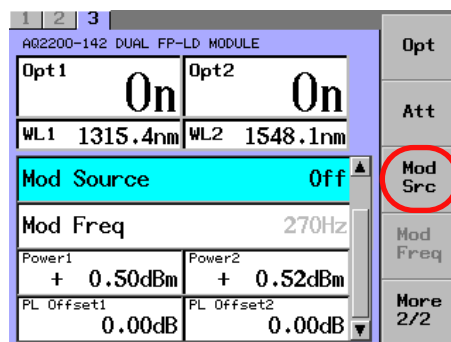 1 2 3
AQ2200-142 DUAL FP-LD MODULE
Opt1 On Opt2 On
WL1 1315.4nm WL2 1548.1nm
Mod Source Off
Mod Freq 270Hz
Power1 Power2
+ 0.50dBm + 0.52dBm
PL Offset1 PL Offset2
0.00dB 0.00dB
Opt
Att
Mod
Src
Mod
Freq
More
2/2